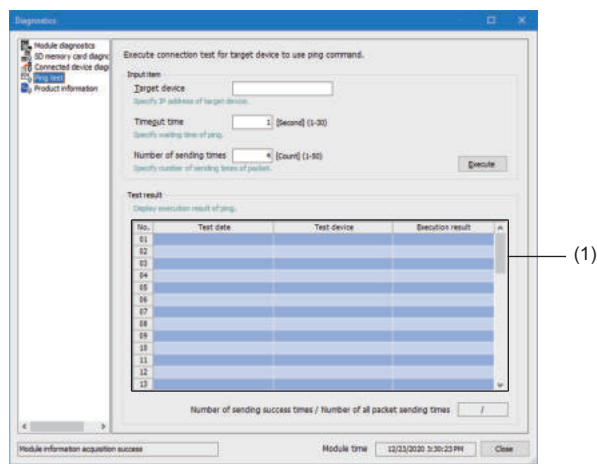 Diagnostics
Module diagnostics
SD memory card diagnc
Connected device diagi
Ping test
Product information
Execute connection test for target device to use ping command.
Input item
Target device
Specify IP address of target device.
Timeout time 1 [Second] (1-30)
Specify waiting time of ping.
Number of sending times 4 [Count] (1-50)
Specify number of sending times of packet.
Execute
Test result
Display execution result of ping.
No. Test date Test device Execution result
01
02
03
04
05
06
07
08
09
10
11
12
13
(1)
Number of sending success times / Number of all packet sending times /
Module information acquisition success Module time 12/23/2020 3:30:23 PM Close